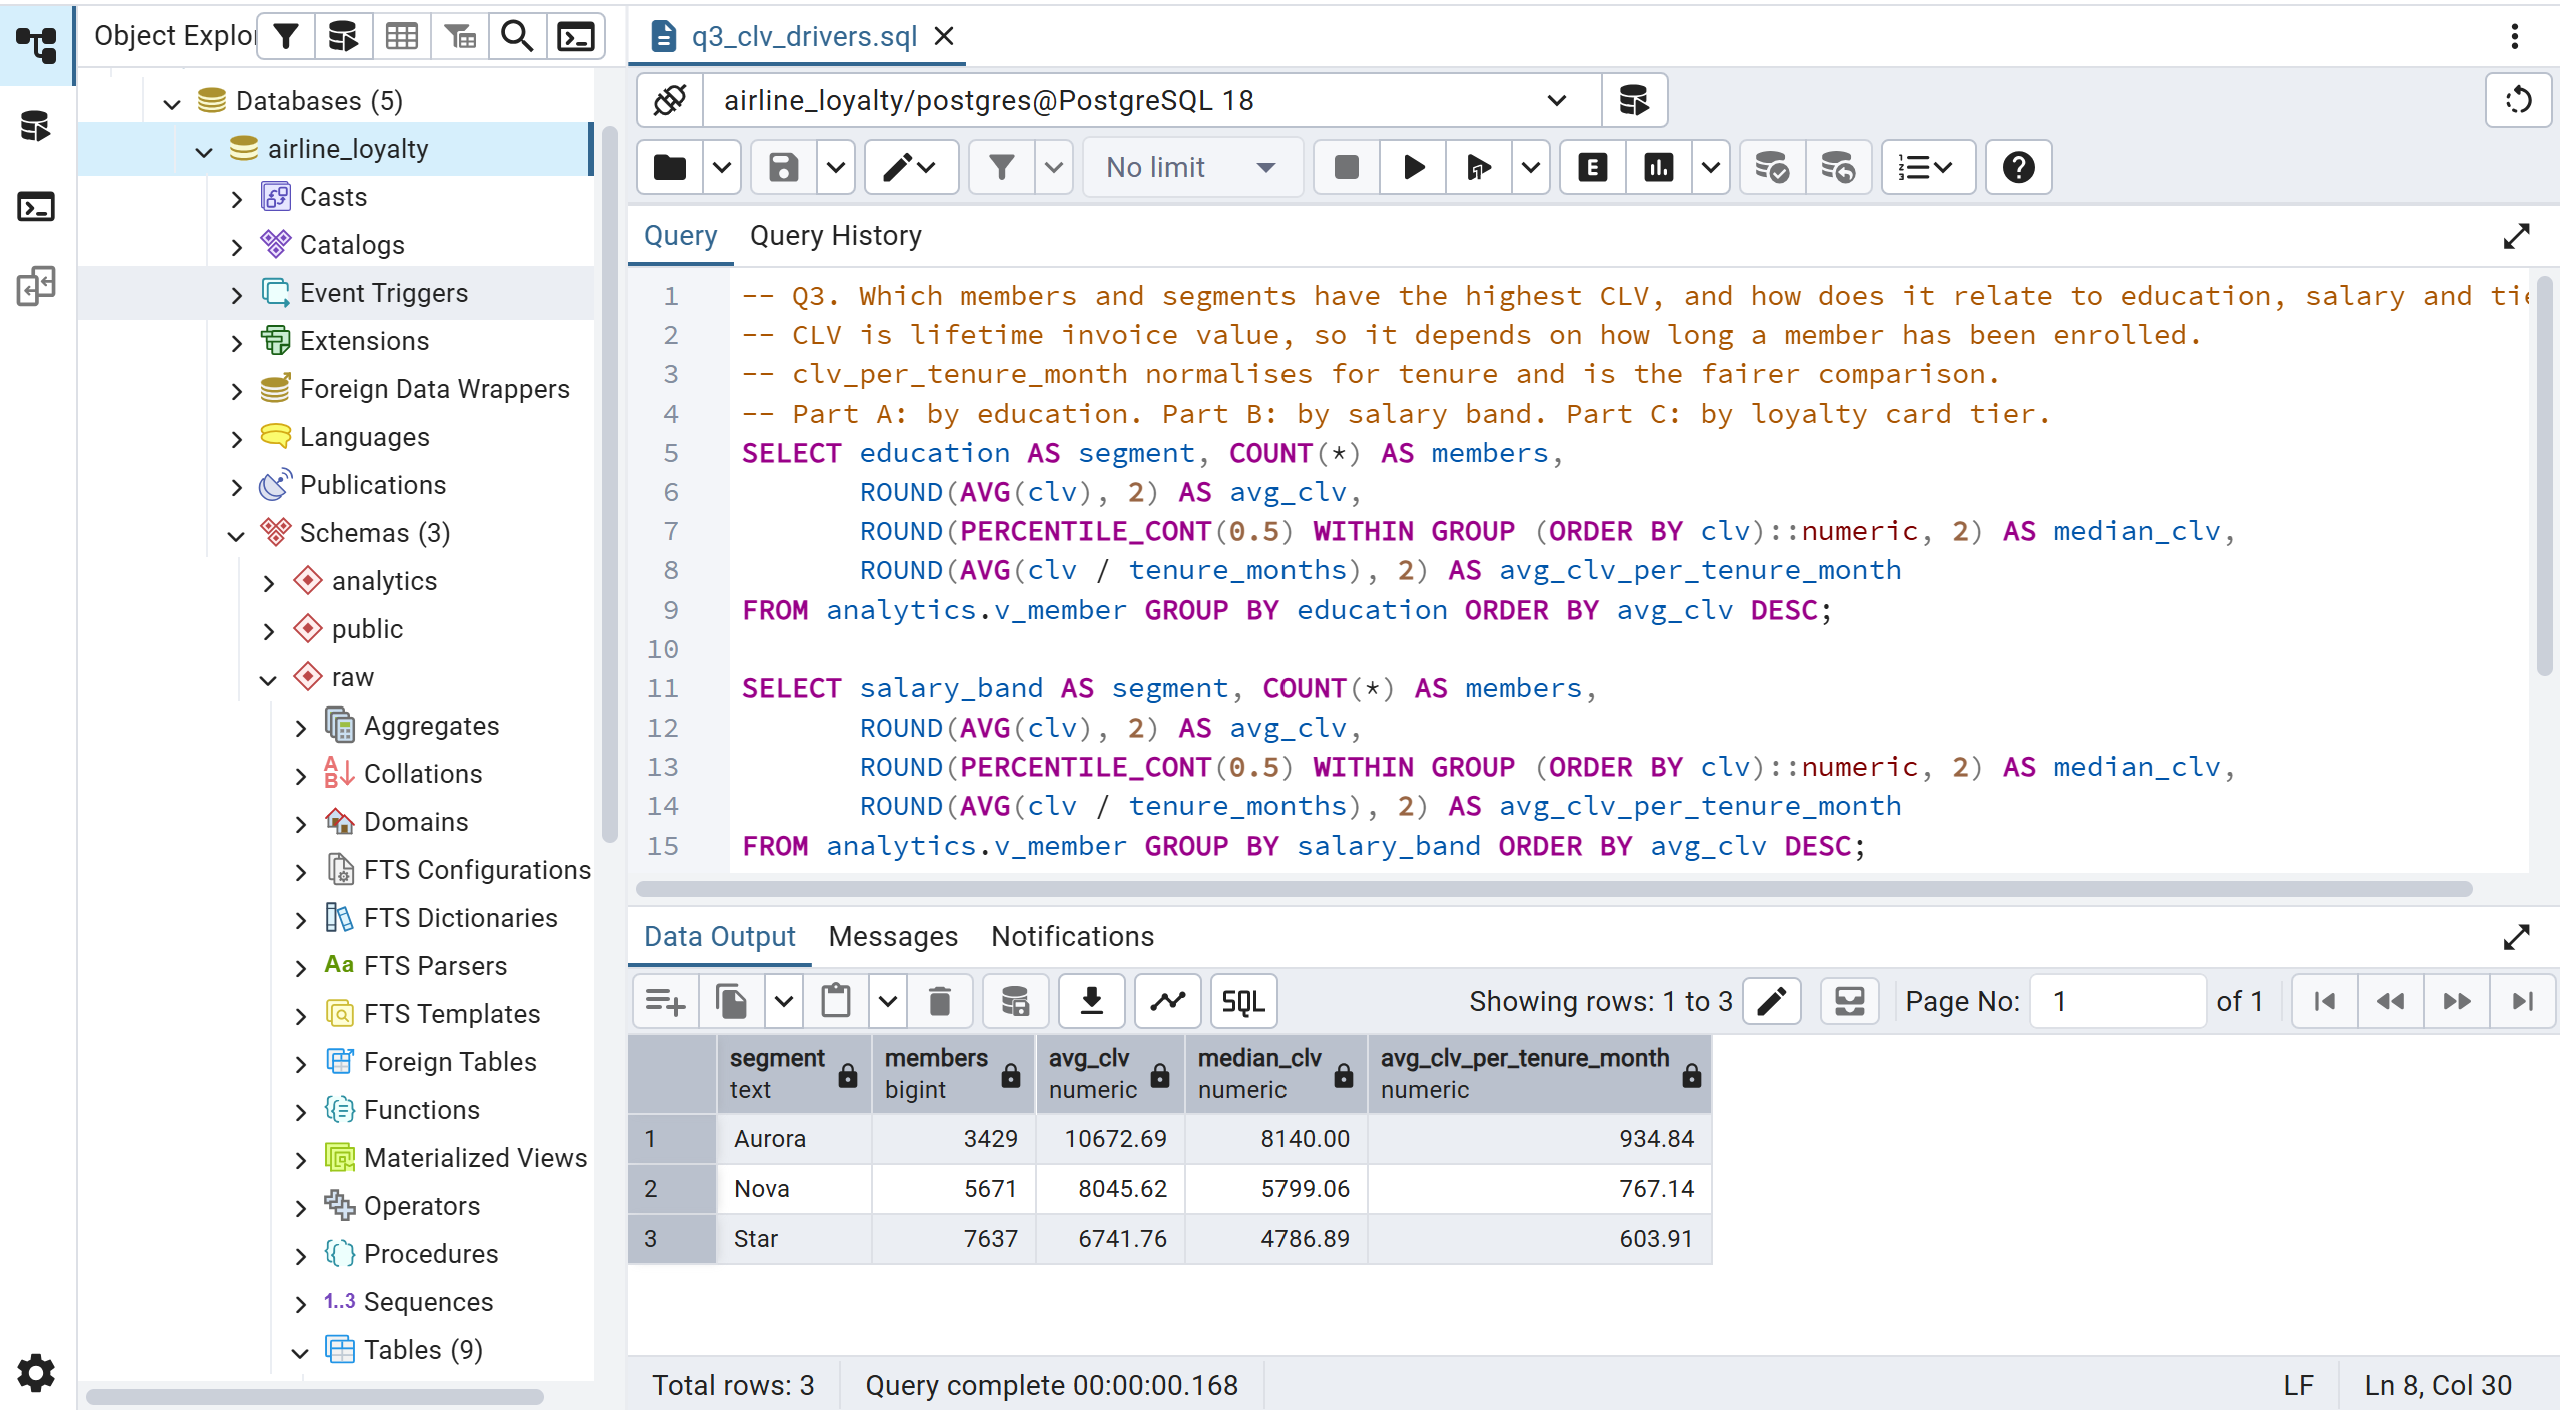 Object Explo
Databases (5)
airline_loyalty
Casts
Catalogs
Event Triggers
Extensions
Foreign Data Wrappers
Languages
Publications
Schemas (3)
analytics
public
raw
Aggregates
Collations
Domains
FTS Configurations
FTS Dictionaries
Aa FTS Parsers
FTS Templates
Foreign Tables
Functions
Materialized Views
Operators
Procedures
1..3 Sequences
Tables (9)
q3_clv_drivers.sql
airline_loyalty/postgres@PostgreSQL 18
No limit
E
Query Query History
1 -- Q3. Which members and segments have the highest CLV, and how does it relate to education, salary and tie
2 -- CLV is lifetime invoice value, so it depends on how long a member has been enrolled.
3 -- clv_per_tenure_month normalises for tenure and is the fairer comparison.
4 -- Part A: by education. Part B: by salary band. Part C: by loyalty card tier.
5 SELECT education AS segment, COUNT(*) AS members,
6 ROUND(AVG(clv), 2) AS avg_clv,
7 ROUND(PERCENTILE_CONT(0.5) WITHIN GROUP (ORDER BY clv)::numeric, 2) AS median_clv,
8 ROUND(AVG(clv / tenure_months), 2) AS avg_clv_per_tenure_month
9 FROM analytics.v_member GROUP BY education ORDER BY avg_clv DESC;
10
11 SELECT salary_band AS segment, COUNT(*) AS members,
12 ROUND(AVG(clv), 2) AS avg_clv,
13 ROUND(PERCENTILE_CONT(0.5) WITHIN GROUP (ORDER BY clv)::numeric, 2) AS median_clv,
14 ROUND(AVG(clv / tenure_months), 2) AS avg_clv_per_tenure_month
15 FROM analytics.v_member GROUP BY salary_band ORDER BY avg_clv DESC;
Data Output Messages Notifications
SQL Showing rows: 1 to 3 Page No: 1 of 1
segment members avg_clv median_clv avg_clv_per_tenure_month
text bigint numeric numeric numeric
1 Aurora 3429 10672.69 8140.00 934.84
2 Nova 5671 8045.62 5799.06 767.14
3 Star 7637 6741.76 4786.89 603.91
Total rows: 3 Query complete 00:00:00.168 LF Ln 8, Col 30